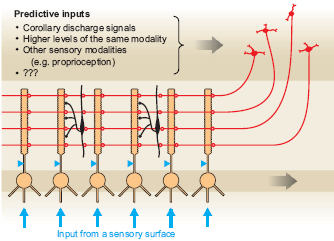 Predictive inputs
• Corollary discharge signals
• Higher levels of the same modality
• Other sensory modalities
(e.g. proprioception)
• ???
Input from a sensory surface